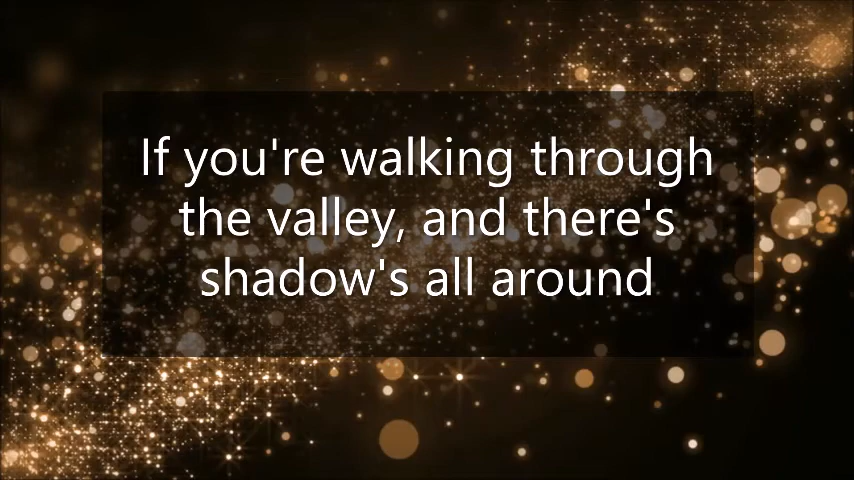 If you're walking through
the valley, and there's
shadow's all around